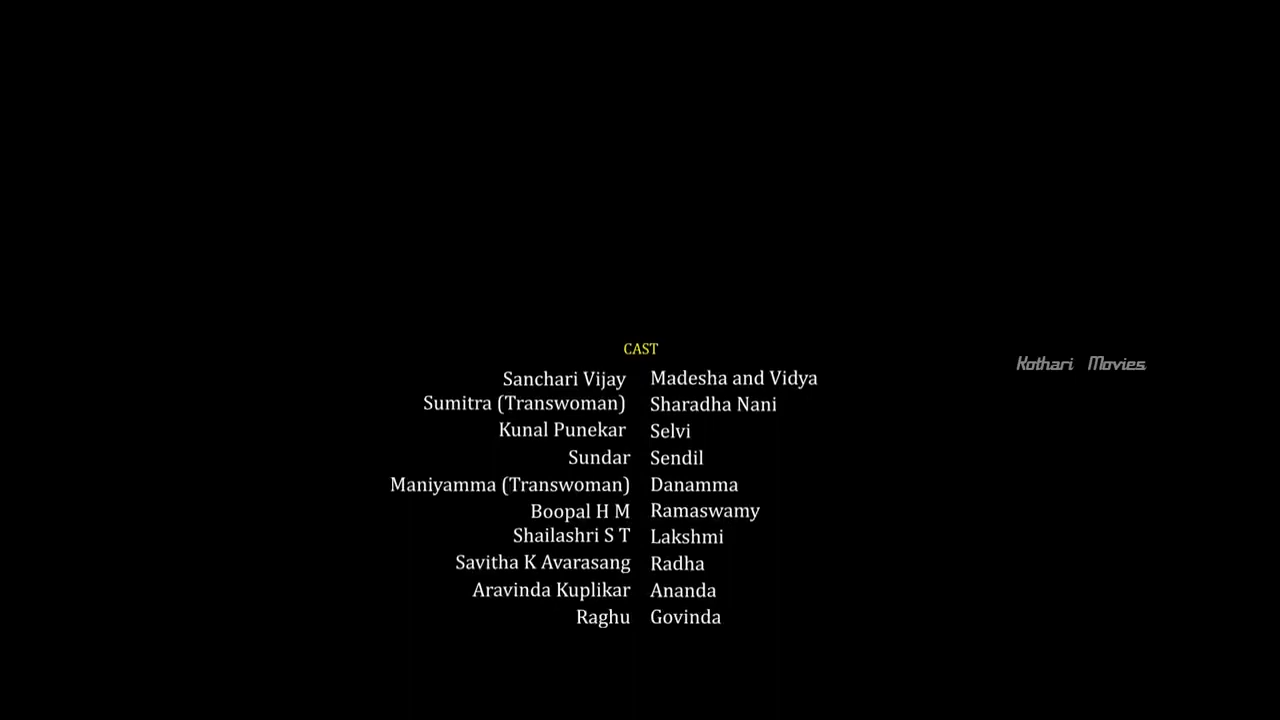 CAST
Sanchari Vijay Madesha and Vidya
Sumitra (Transwoman) Sharadha Nani
Kunal Punekar Selvi
Sundar Sendil
Maniyamma (Transwoman) Danamma
Boopal H M Ramaswamy
Shailashri S T Lakshmi
Savitha K Avarasang Radha
Aravinda Kuplikar Ananda
Raghu Govinda
Kothari Movies